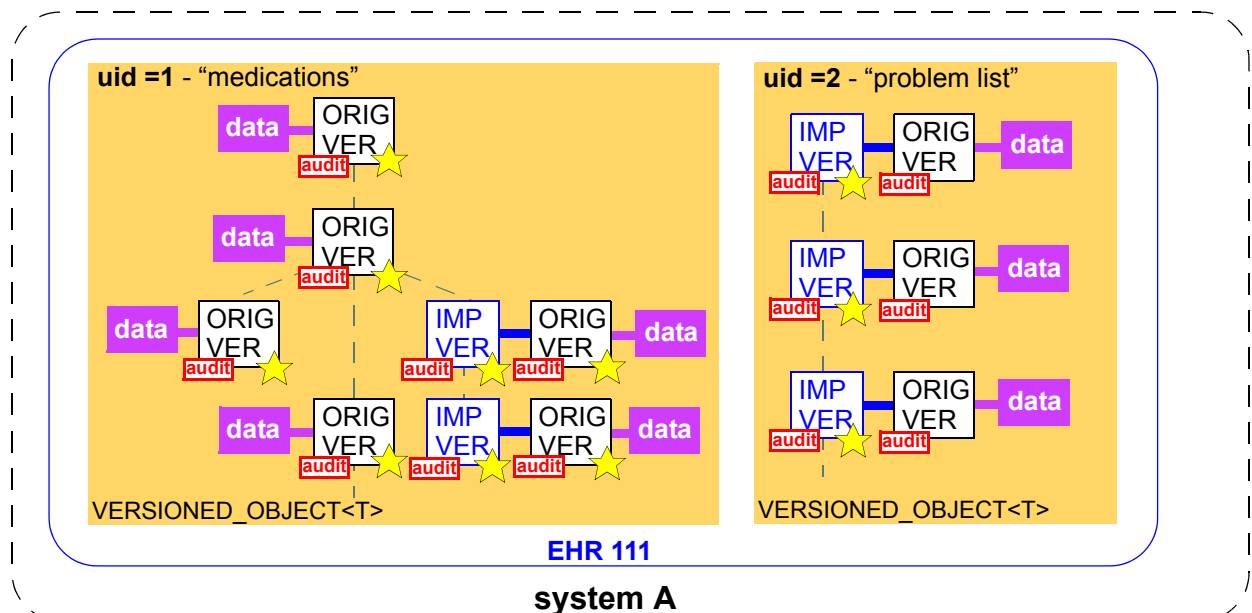 uid =1 - “medications”
data
ORIG
VER
audit
data
ORIG
VER
audit
data
ORIG
VER
audit
IMP
VER
audit
ORIG
VER
audit
data
data
ORIG
VER
audit
IMP
VER
audit
ORIG
VER
audit
data
VERSIONED_OBJECT<T>
uid =2 - “problem list”
IMP
VER
audit
ORIG
VER
audit
data
IMP
VER
audit
ORIG
VER
audit
data
IMP
VER
audit
ORIG
VER
audit
data
VERSIONED_OBJECT<T>
EHR 111
system A